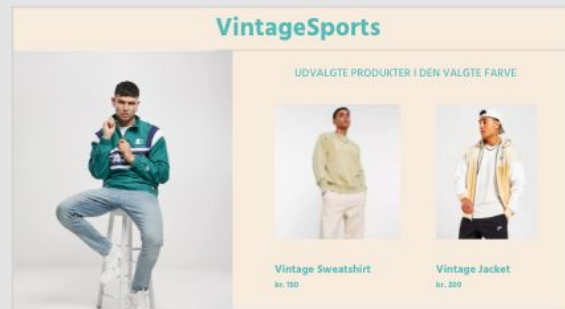 VintageSports
UDVALGTE PRODUKTER I DEN VALGTE FARVE
Vintage Sweatshirt
kr. 150
Vintage Jacket
kr. 200